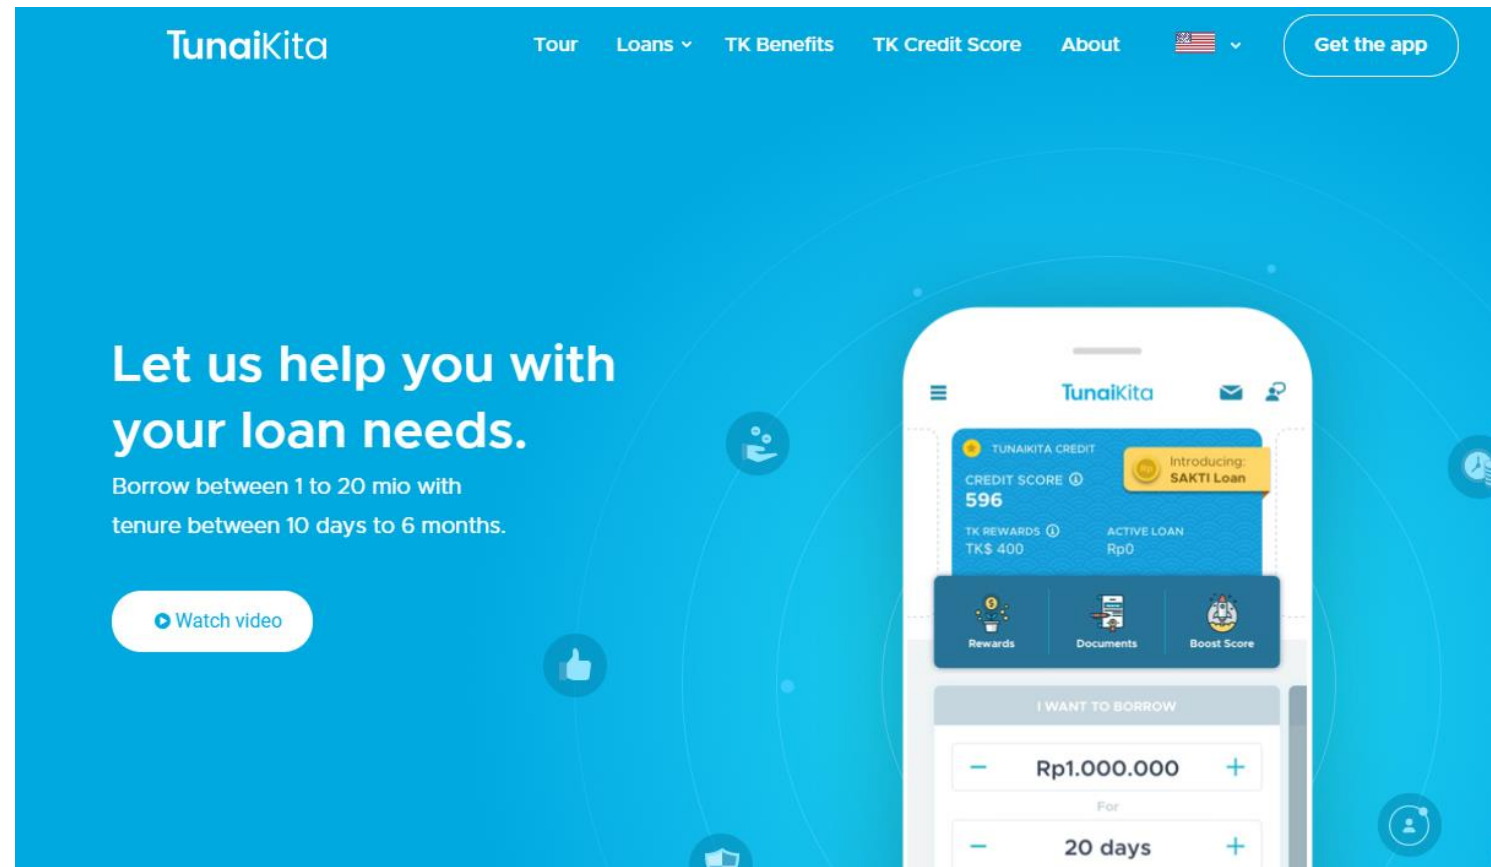 TunaiKita
Tour
Loans
TK Benefits
TK Credit Score
About
Get the app
Let us help you with
your loan needs.
Borrow between 1 to 20 mio with
tenure between 10 days to 6 months.
Watch video
TunaiKita
TUNAIKITA CREDIT
Introducing:
SAKTI Loan
CREDIT SCORE
596
TK REWARDS
ACTIVE LOAN
TK$ 400
Rp0
Rewards
Documents
Boost Score
I WANT TO BORROW
- Rp1.000.000 +
For
- 20 days +